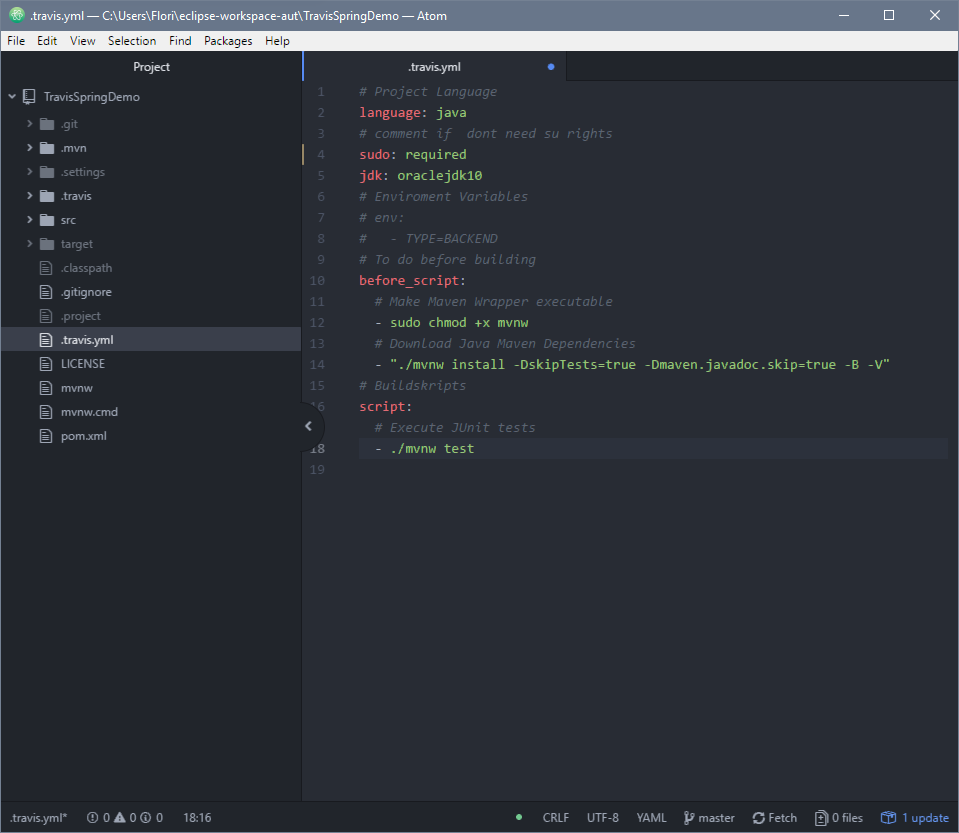 .travis.yml — C:\Users\Flori\eclipse-workspace-aut\TravisSpringDemo — Atom
File Edit View Selection Find Packages Help
Project
TravisSpringDemo
.git
.mvn
.settings
.travis
src
target
.classpath
.gitignore
.project
.travis.yml
LICENSE
mvnw
mvnw.cmd
pom.xml
.travis.yml
1 # Project Language
2 language: java
3 # comment if  dont need su rights
4 sudo: required
5 jdk: oraclejdk10
6 # Enviroment Variables
7 # env:
8 #   - TYPE=BACKEND
9 # To do before building
10 before_script:
11   # Make Maven Wrapper executable
12   - sudo chmod +x mvnw
13   # Download Java Maven Dependencies
14   - "./mvnw install -DskipTests=true -Dmaven.javadoc.skip=true -B -V"
15 # Buildskripts
16 script:
17   # Execute JUnit tests
18   - ./mvnw test
19
.travis.yml* 0 0 0 18:16 CRLF UTF-8 YAML master Fetch 0 files 1 update